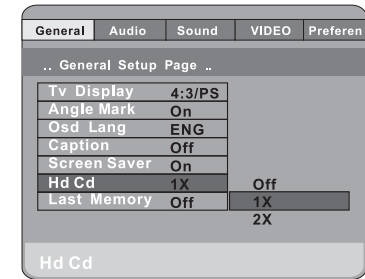 General Audio Sound VIDEO Preferen
.. General Setup Page ..
Tv Display 4:3/PS
Angle Mark On
Osd Lang ENG
Caption Off
Screen Saver On
Hd Cd 1X Off
Last Memory Off 1X
2X
Hd Cd